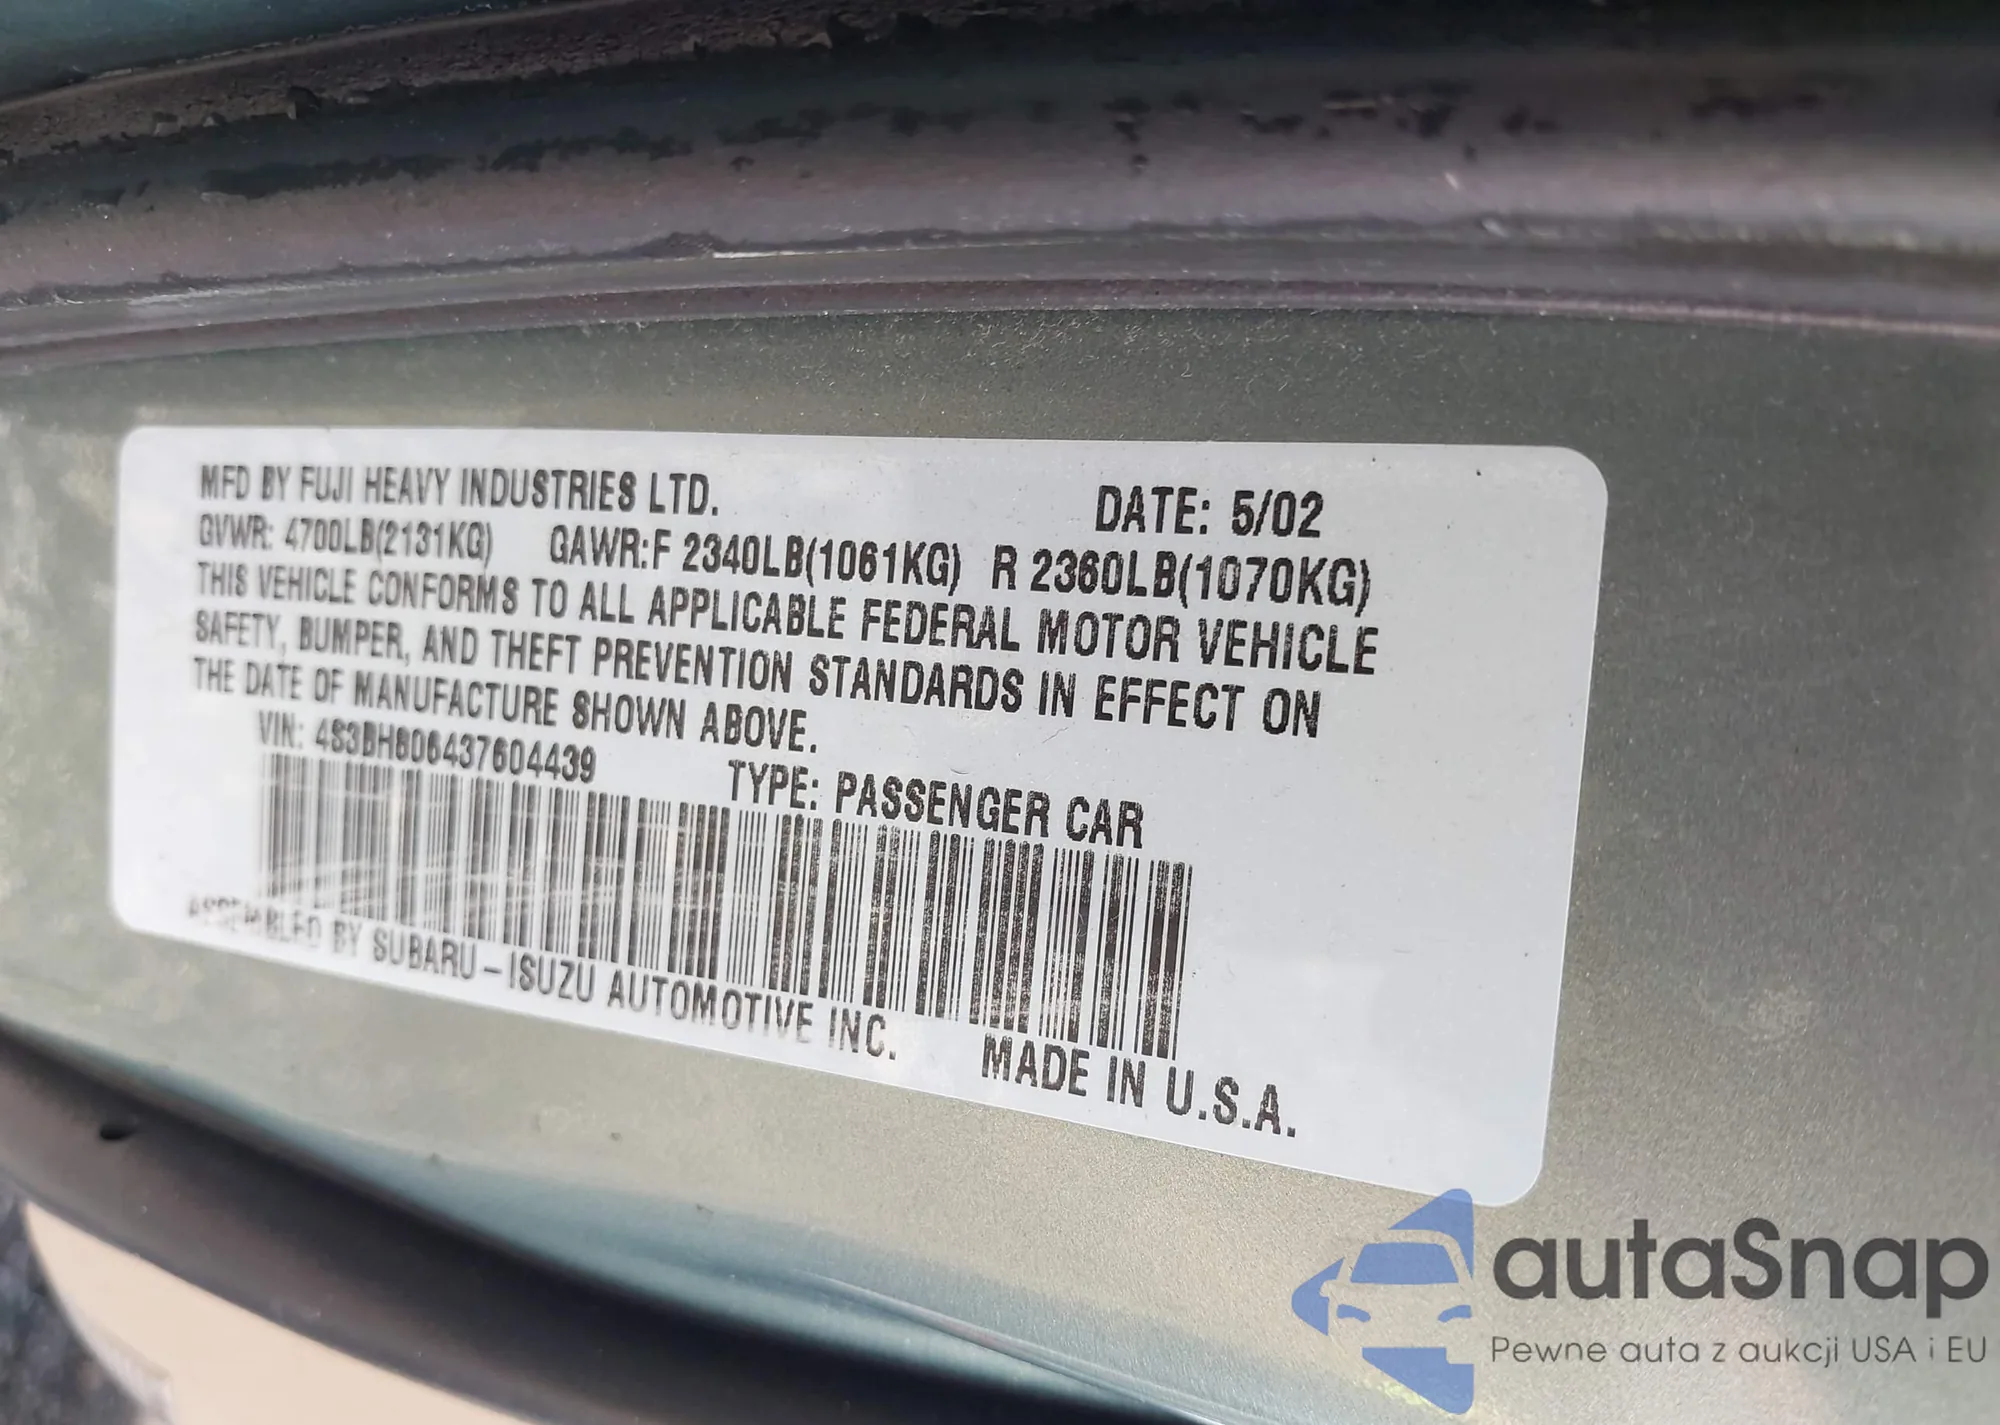 MFD BY FUJI HEAVY INDUSTRIES LTD. DATE: 5/02
GVWR: 4700LB(2131KG) GAWR:F 2340LB(1061KG) R 2360LB(1070KG)
THIS VEHICLE CONFORMS TO ALL APPLICABLE FEDERAL MOTOR VEHICLE
SAFETY, BUMPER, AND THEFT PREVENTION STANDARDS IN EFFECT ON
THE DATE OF MANUFACTURE SHOWN ABOVE.
VIN: 4S3BH806437604439 TYPE: PASSENGER CAR
ASSEMBLED BY SUBARU-ISUZU AUTOMOTIVE INC. MADE IN U.S.A.
autaSnap
Pewne auta z aukcji USA i EU